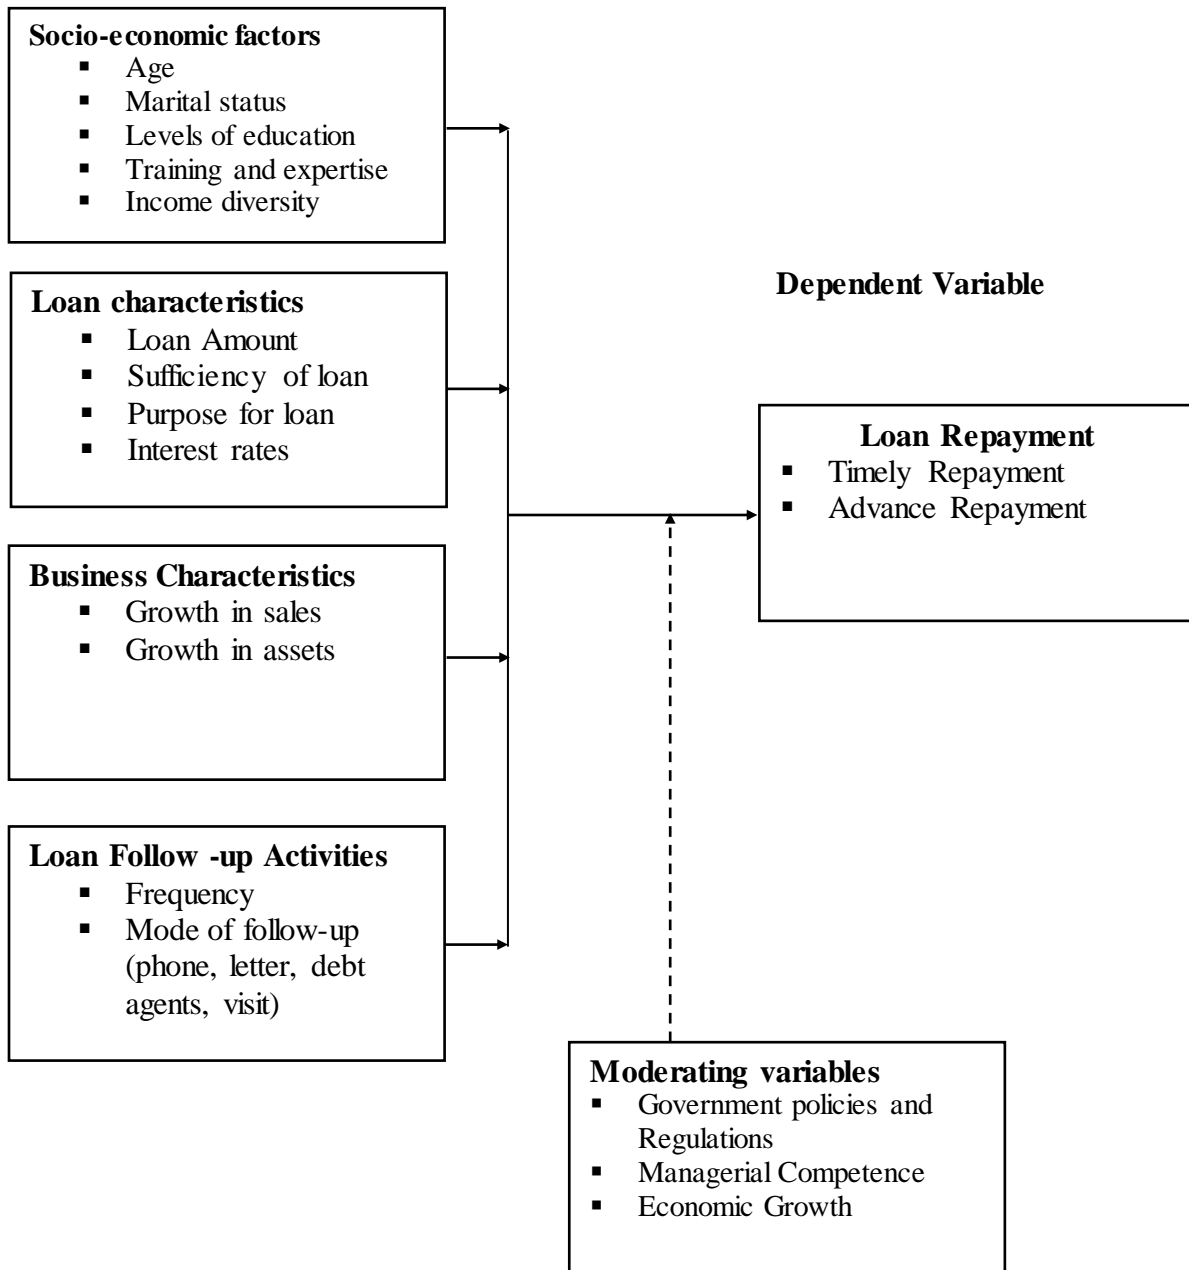 Socio-economic factors
▪ Age
▪ Marital status
▪ Levels of education
▪ Training and expertise
▪ Income diversity
Loan characteristics
▪ Loan Amount
▪ Sufficiency of loan
▪ Purpose for loan
▪ Interest rates
Business Characteristics
▪ Growth in sales
▪ Growth in assets
Loan Follow -up Activities
▪ Frequency
▪ Mode of follow-up
(phone, letter, debt
agents, visit)
Dependent Variable
Loan Repayment
▪ Timely Repayment
▪ Advance Repayment
Moderating variables
▪ Government policies and
Regulations
▪ Managerial Competence
▪ Economic Growth